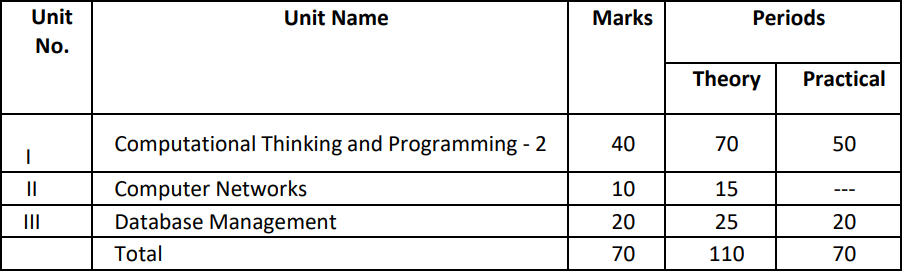 Unit No. Unit Name Marks Periods
Theory Practical
I Computational Thinking and Programming - 2 40 70 50
II Computer Networks 10 15 ---
III Database Management 20 25 20
Total 70 110 70